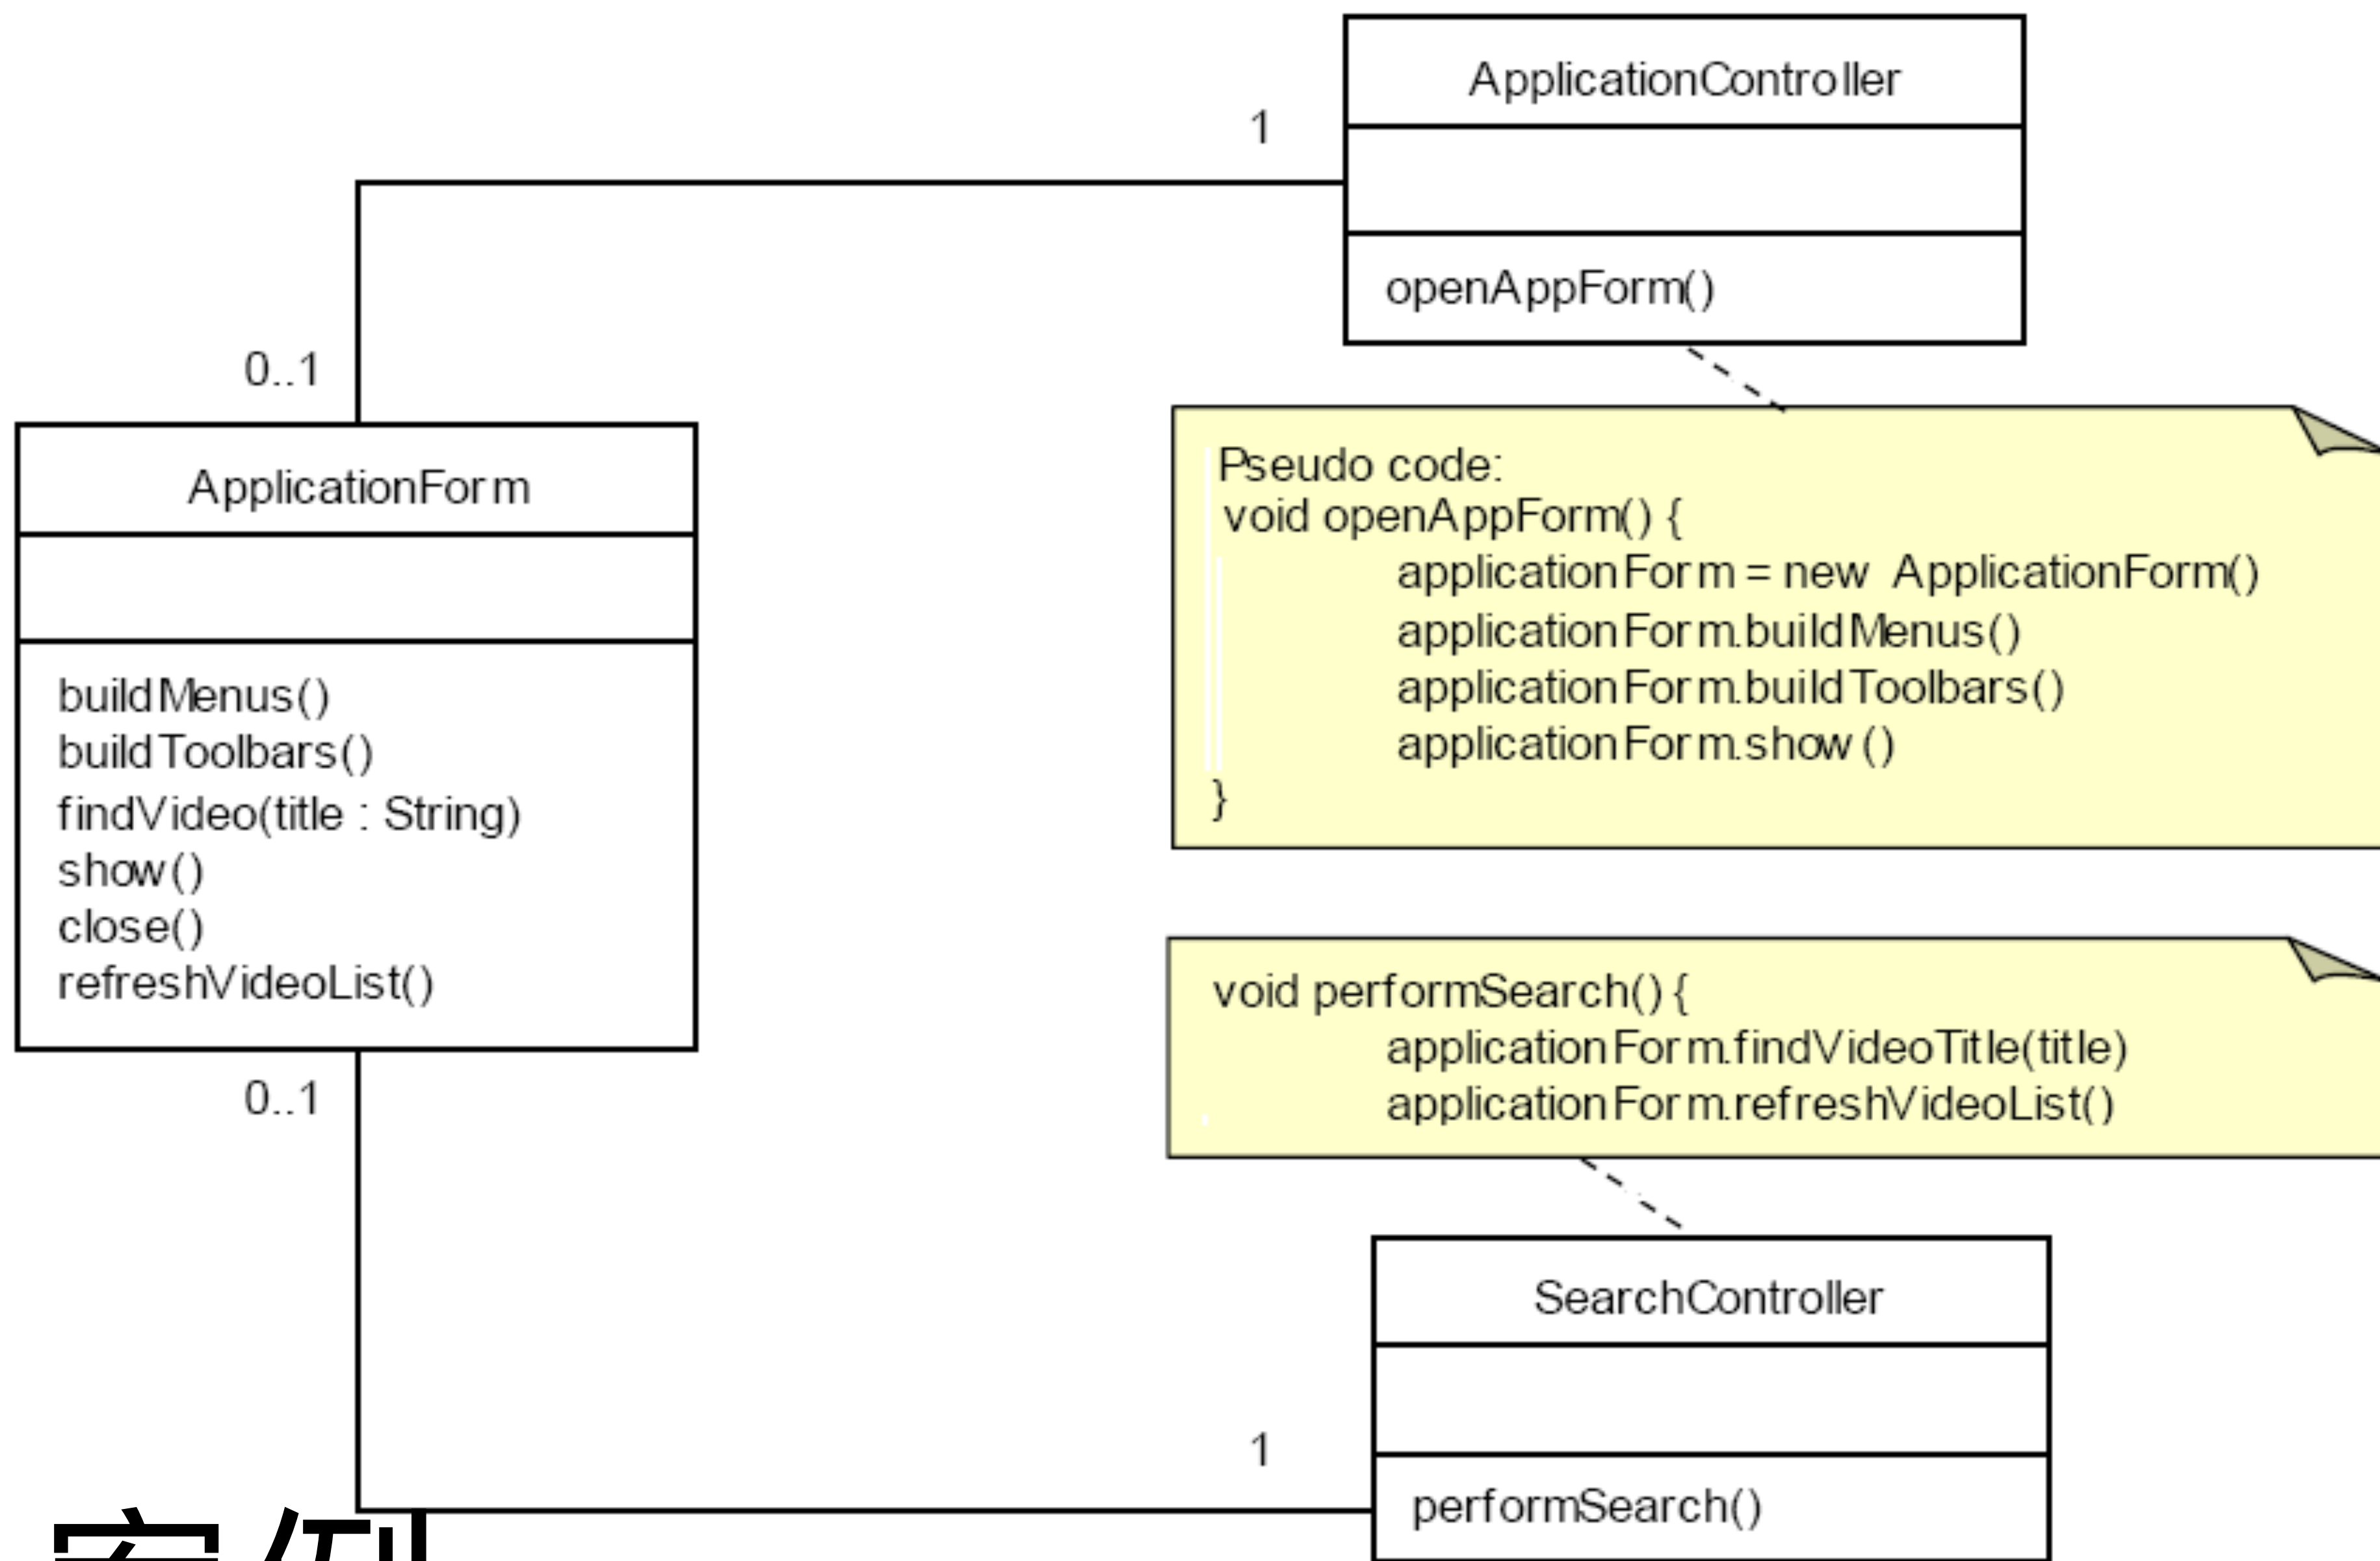 ApplicationController
1
openAppForm()
0..1
ApplicationForm
Pseudo code:
void openAppForm() {
applicationForm = new ApplicationForm()
applicationForm.buildMenus()
applicationForm.buildToolbars()
applicationForm.show()
}
buildMenus()
buildToolbars()
findVideo(title : String)
show()
close()
refreshVideoList()
0..1
void performSearch() {
applicationForm.findVideoTitle(title)
applicationForm.refreshVideoList()
SearchController
1
performSearch()